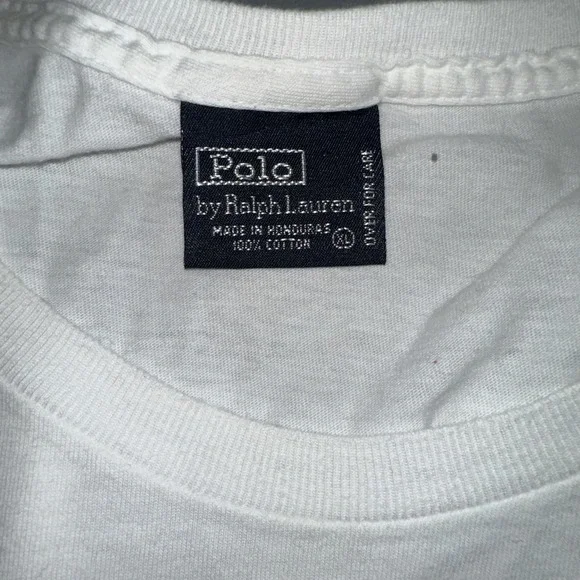 Polo
by Ralph Lauren
MADE IN HONDURAS
100% COTTON
XL
OVER FOR CARE